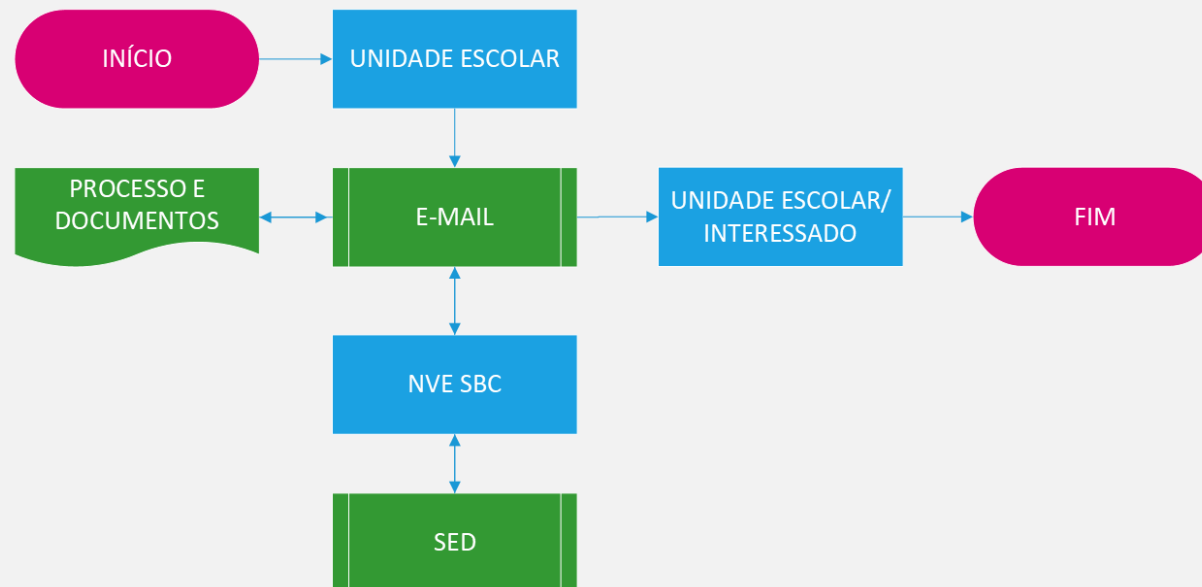 INÍCIO
UNIDADE ESCOLAR
PROCESSO E
DOCUMENTOS
E-MAIL
UNIDADE ESCOLAR/
INTERESSADO
FIM
NVE SBC
SED